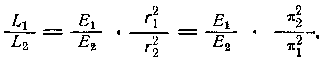 L₁/L₂ = E₁/E₂ · r₁²/r₂² = E₁/E₂ · π₂²/π₁².